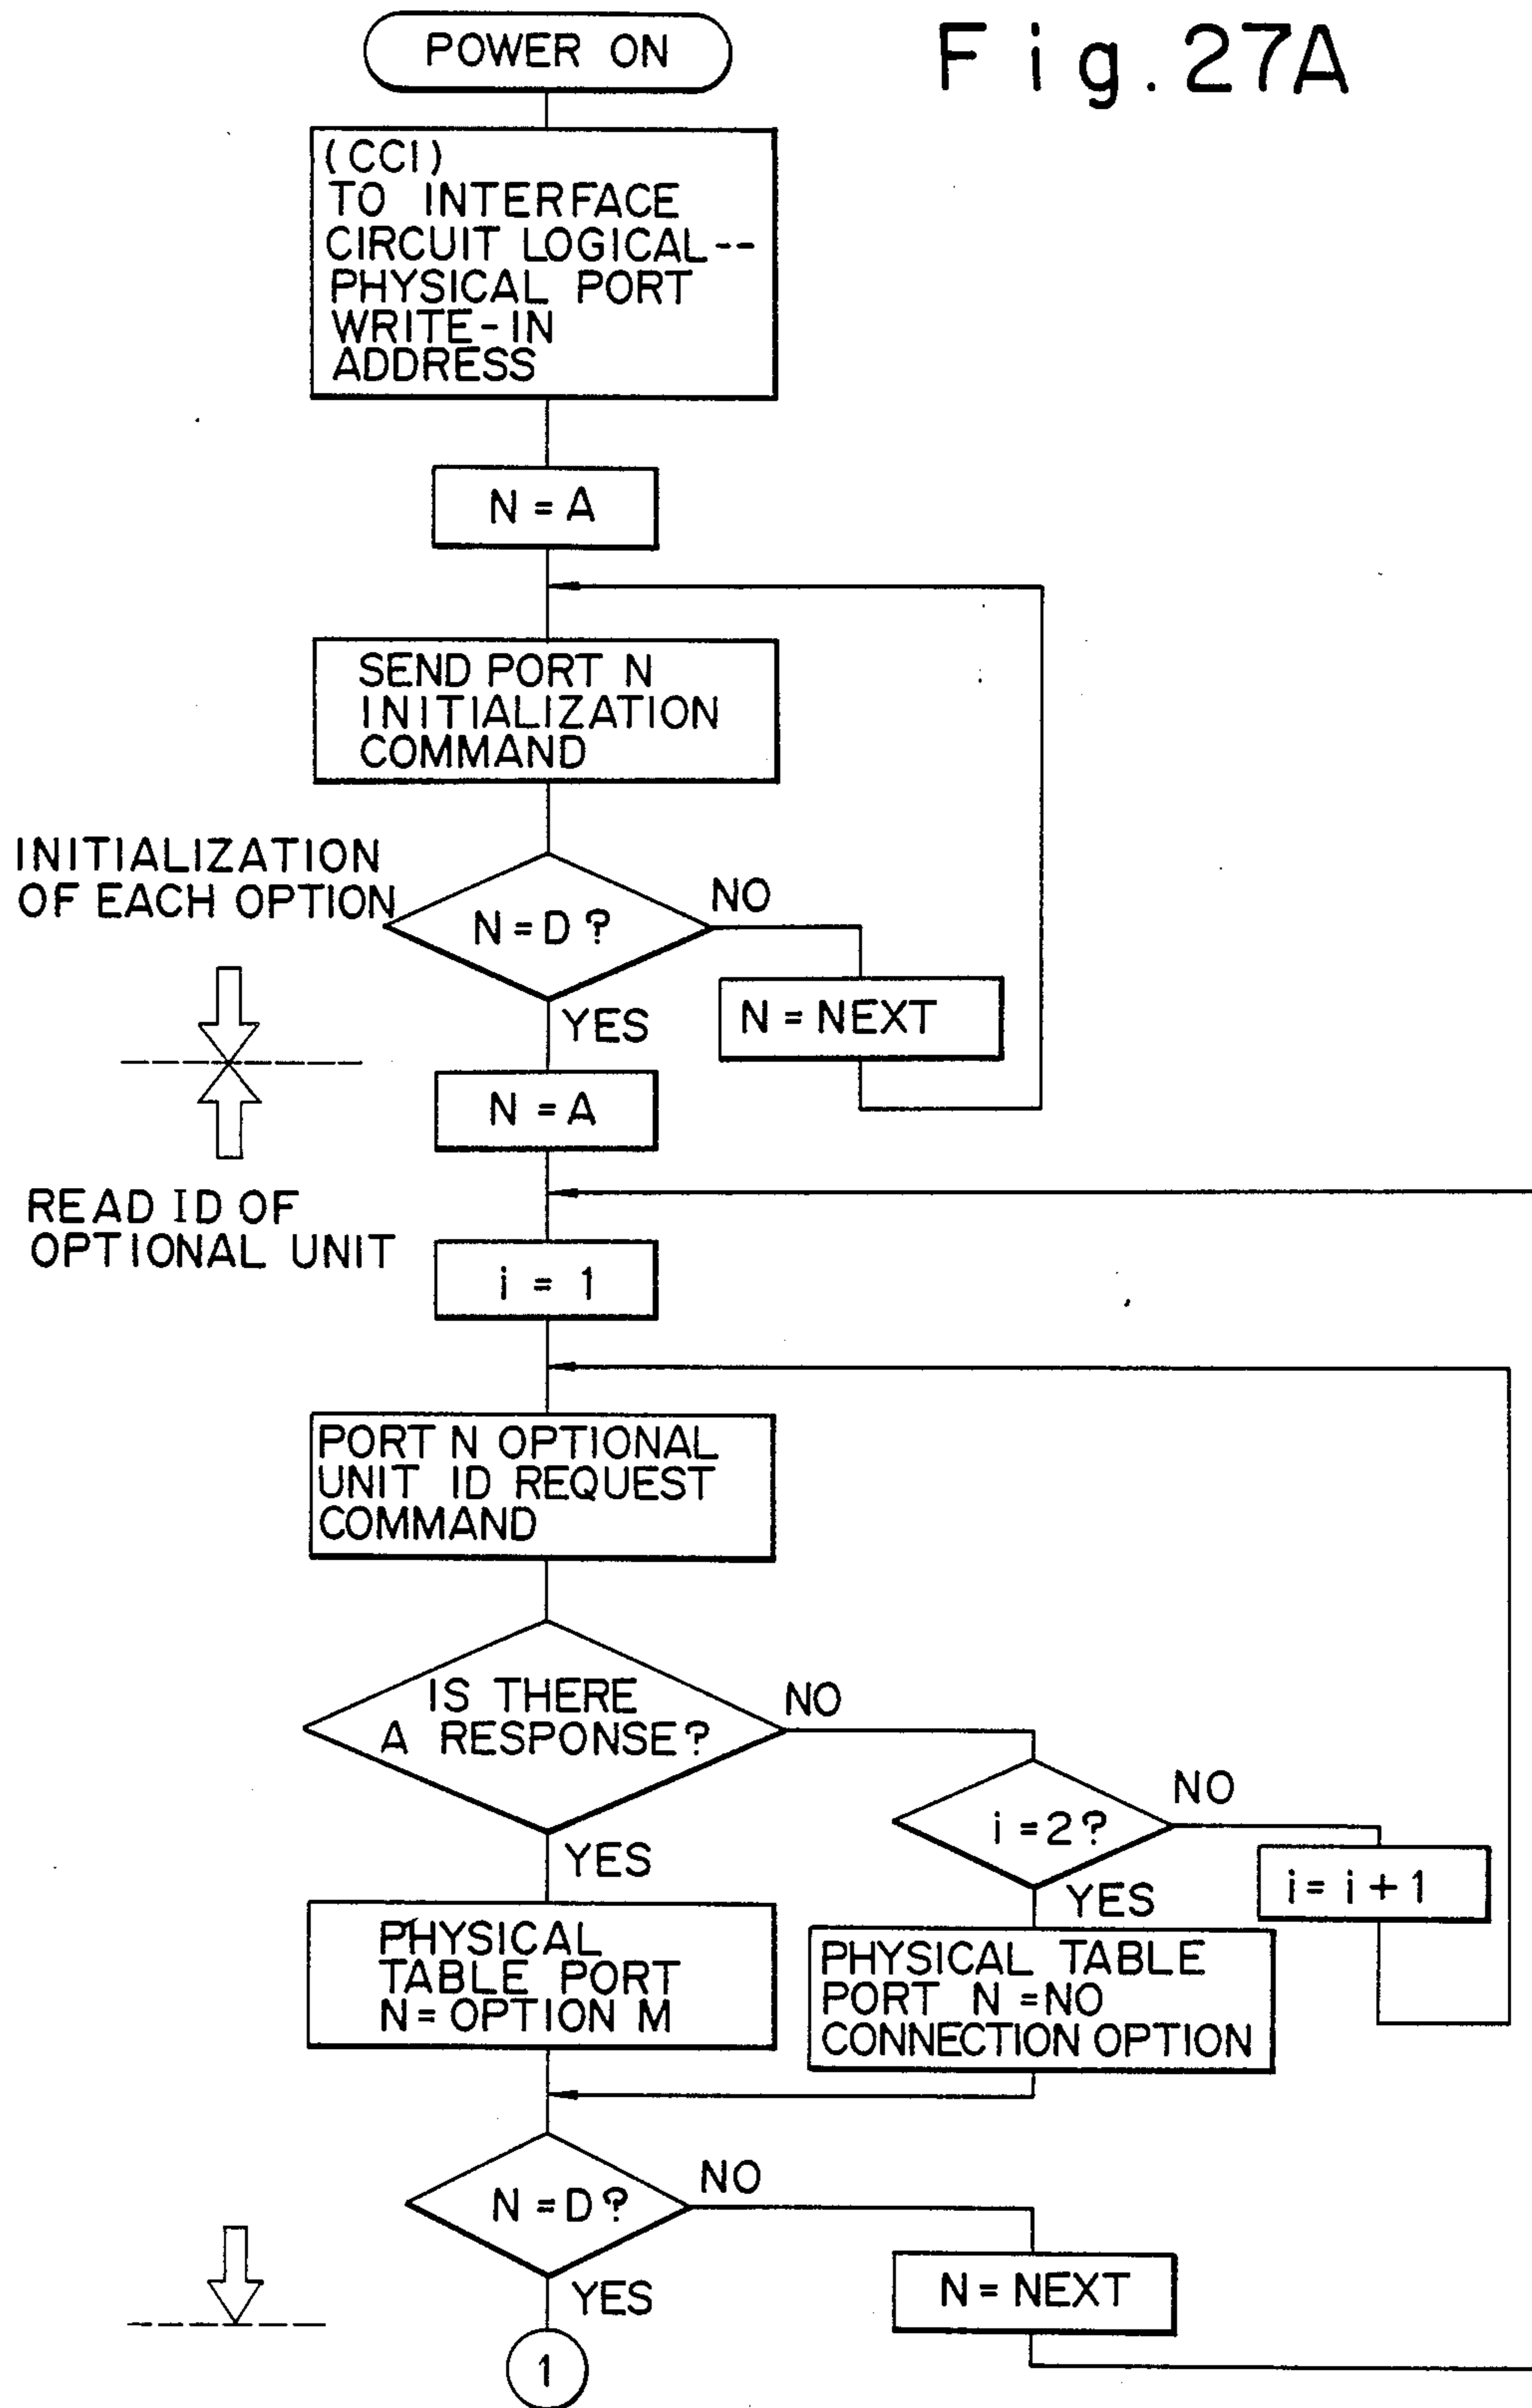 Fig.27A
POWER ON
(CCI)
TO INTERFACE
CIRCUIT LOGICAL--
PHYSICAL PORT
WRITE-IN
ADDRESS
N = A
SEND PORT N
INITIALIZATION
COMMAND
INITIALIZATION
OF EACH OPTION
N = D ?
NO
N = NEXT
YES
N = A
READ ID OF
OPTIONAL UNIT
i = 1
PORT N OPTIONAL
UNIT ID REQUEST
COMMAND
IS THERE
A RESPONSE?
NO
i = 2 ?
NO
i = i + 1
YES
YES
PHYSICAL
TABLE PORT
N = OPTION M
PHYSICAL TABLE
PORT N = NO
CONNECTION OPTION
N = D ?
NO
N = NEXT
YES
1